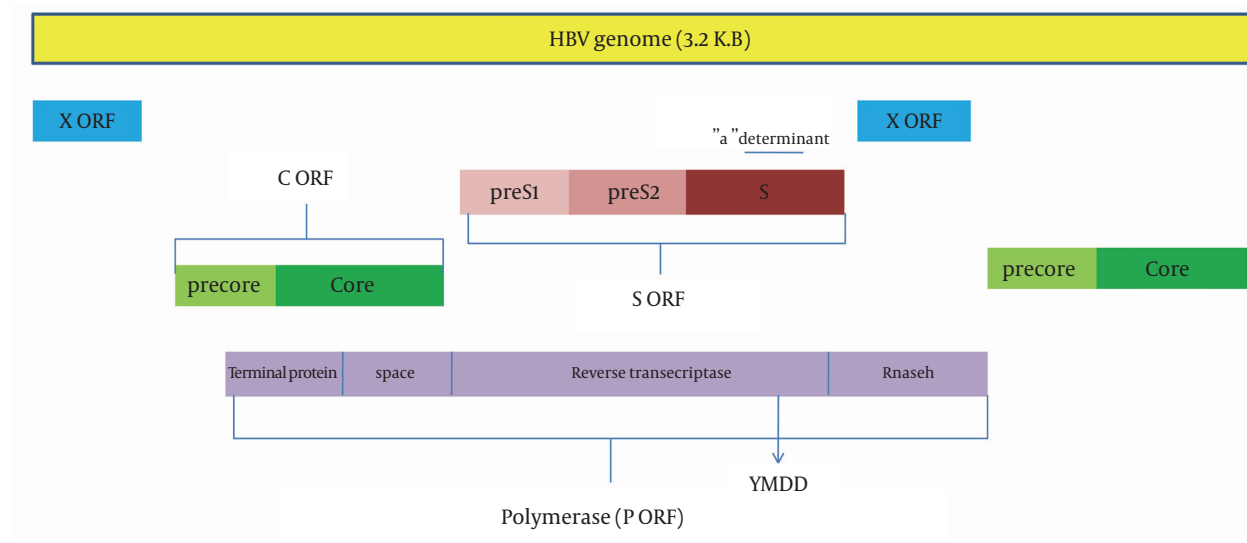 HBV genome (3.2 K.B)
X ORF
X ORF
"a"determinant
C ORF
preS1
preS2
S
precore
Core
S ORF
precore
Core
Terminal protein
space
Reverse transecriptase
Rnaseh
YMDD
Polymerase (P ORF)